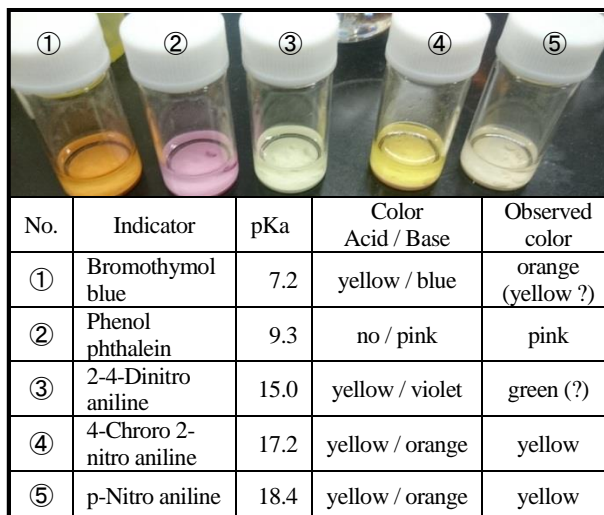 ① ② ③ ④ ⑤
No. Indicator pKa Color Acid / Base Observed color
① Bromothymol blue 7.2 yellow / blue orange (yellow ?)
② Phenol phthalein 9.3 no / pink pink
③ 2-4-Dinitro aniline 15.0 yellow / violet green (?)
④ 4-Chroro 2-nitro aniline 17.2 yellow / orange yellow
⑤ p-Nitro aniline 18.4 yellow / orange yellow